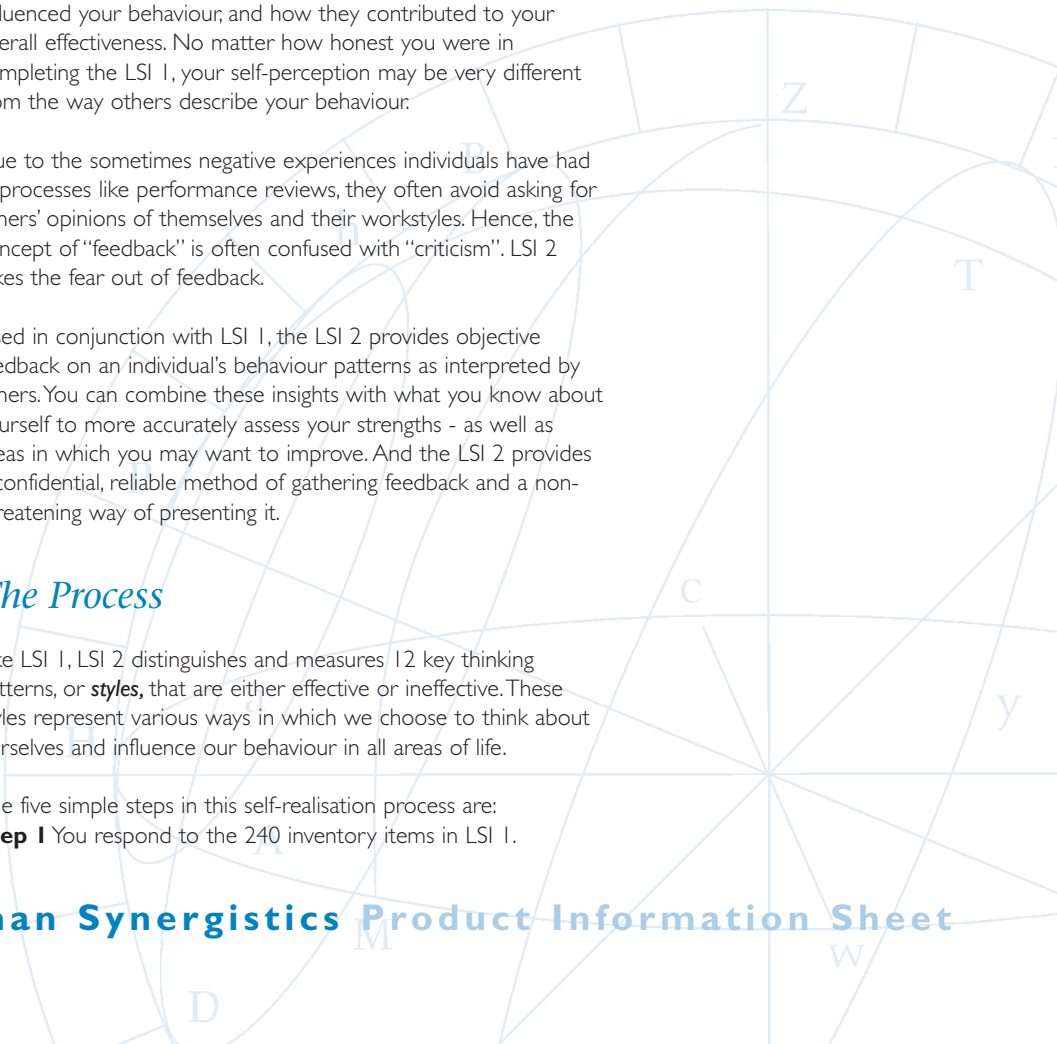 luenced your behaviour, and how they contributed to your
erall effectiveness. No matter how honest you were in
mpleting the LSI 1, your self-perception may be very different
om the way others describe your behaviour.
ue to the sometimes negative experiences individuals have had
processes like performance reviews, they often avoid asking for
hers' opinions of themselves and their workstyles. Hence, the
ncept of “feedback” is often confused with “criticism”. LSI 2
kes the fear out of feedback.
sed in conjunction with LSI 1, the LSI 2 provides objective
edback on an individual's behaviour patterns as interpreted by
hers. You can combine these insights with what you know about
urself to more accurately assess your strengths - as well as
eas in which you may want to improve. And the LSI 2 provides
confidential, reliable method of gathering feedback and a non-
reatening way of presenting it.
The Process
ke LSI 1, LSI 2 distinguishes and measures 12 key thinking
tterns, or styles, that are either effective or ineffective. These
yles represent various ways in which we choose to think about
urselves and influence our behaviour in all areas of life.
e five simple steps in this self-realisation process are:
ep 1 You respond to the 240 inventory items in LSI 1.
nan Synergistics Product Information Sheet
Z
B
h
T
C
y
a
H
A
M
w
D